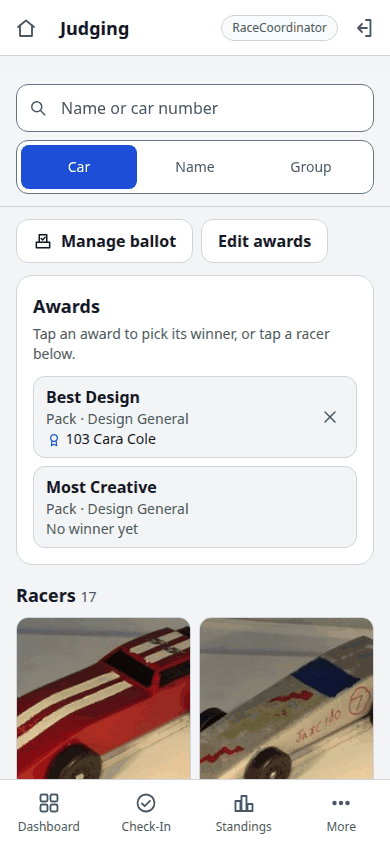 Judging
RaceCoordinator
Name or car number
Car
Name
Group
Manage ballot
Edit awards
Awards
Tap an award to pick its winner, or tap a racer
below.
Best Design
Pack · Design General
103 Cara Cole
Most Creative
Pack · Design General
No winner yet
Racers 17
Dashboard
Check-In
Standings
More